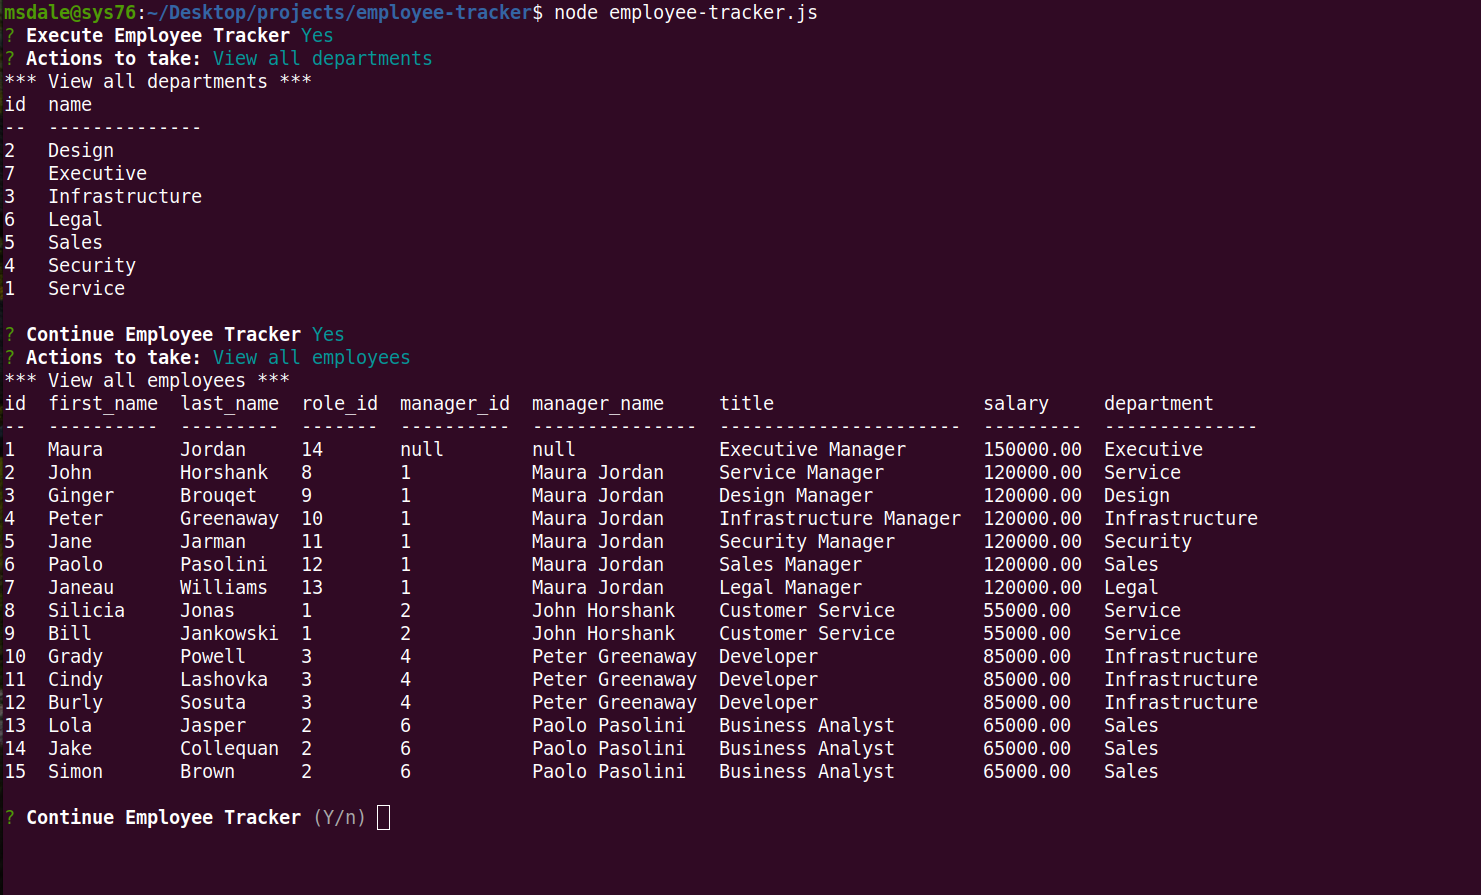 msdale@sys76:~/Desktop/projects/employee-tracker$ node employee-tracker.js
? Execute Employee Tracker Yes
? Actions to take: View all departments
*** View all departments ***
id  name
--  --------------
2   Design
7   Executive
3   Infrastructure
6   Legal
5   Sales
4   Security
1   Service

? Continue Employee Tracker Yes
? Actions to take: View all employees
*** View all employees ***
id  first_name  last_name  role_id  manager_id  manager_name     title                   salary     department
--  ----------  ---------  -------  ----------  ---------------  ----------------------  ---------  --------------
1   Maura       Jordan     14       null        null             Executive Manager       150000.00  Executive
2   John        Horshank   8        1           Maura Jordan     Service Manager         120000.00  Service
3   Ginger      Brouqet    9        1           Maura Jordan     Design Manager          120000.00  Design
4   Peter       Greenaway  10       1           Maura Jordan     Infrastructure Manager  120000.00  Infrastructure
5   Jane        Jarman     11       1           Maura Jordan     Security Manager        120000.00  Security
6   Paolo       Pasolini   12       1           Maura Jordan     Sales Manager           120000.00  Sales
7   Janeau      Williams   13       1           Maura Jordan     Legal Manager           120000.00  Legal
8   Silicia     Jonas      1        2           John Horshank    Customer Service        55000.00   Service
9   Bill        Jankowski  1        2           John Horshank    Customer Service        55000.00   Service
10  Grady       Powell     3        4           Peter Greenaway  Developer               85000.00   Infrastructure
11  Cindy       Lashovka   3        4           Peter Greenaway  Developer               85000.00   Infrastructure
12  Burly       Sosuta     3        4           Peter Greenaway  Developer               85000.00   Infrastructure
13  Lola        Jasper     2        6           Paolo Pasolini   Business Analyst        65000.00   Sales
14  Jake        Collequan  2        6           Paolo Pasolini   Business Analyst        65000.00   Sales
15  Simon       Brown      2        6           Paolo Pasolini   Business Analyst        65000.00   Sales

? Continue Employee Tracker (Y/n)